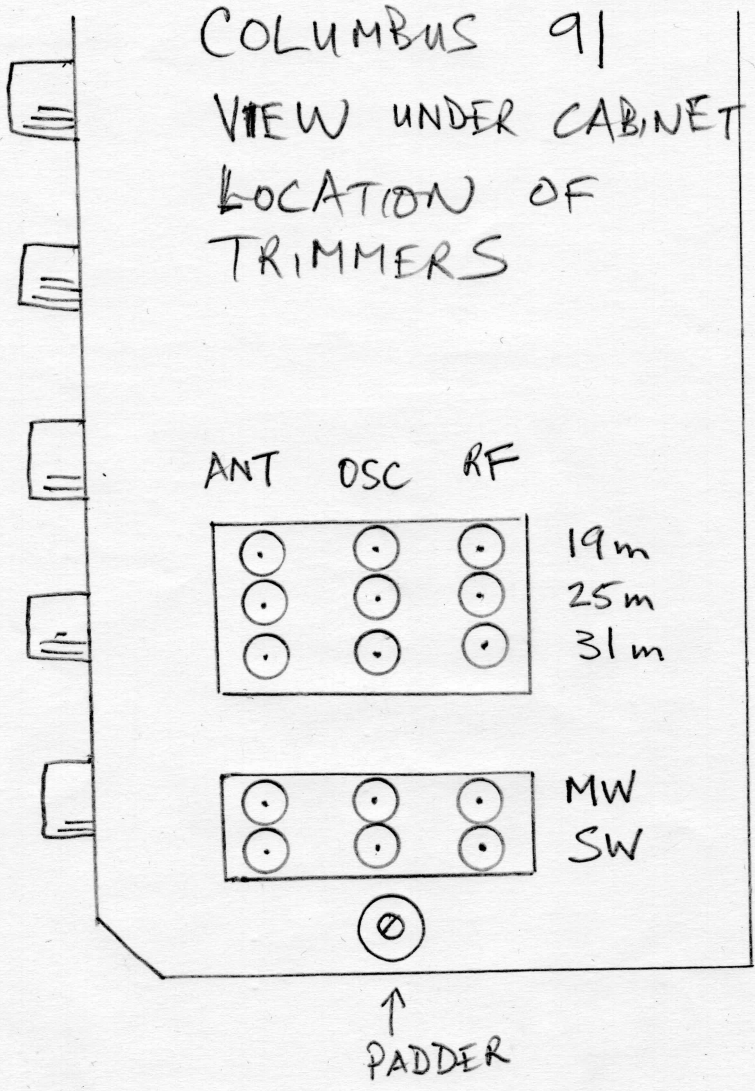 COLUMBUS 91
VIEW UNDER CABINET
LOCATION OF
TRIMMERS
ANT OSC RF
19m
25m
31m
MW
SW
PADDER